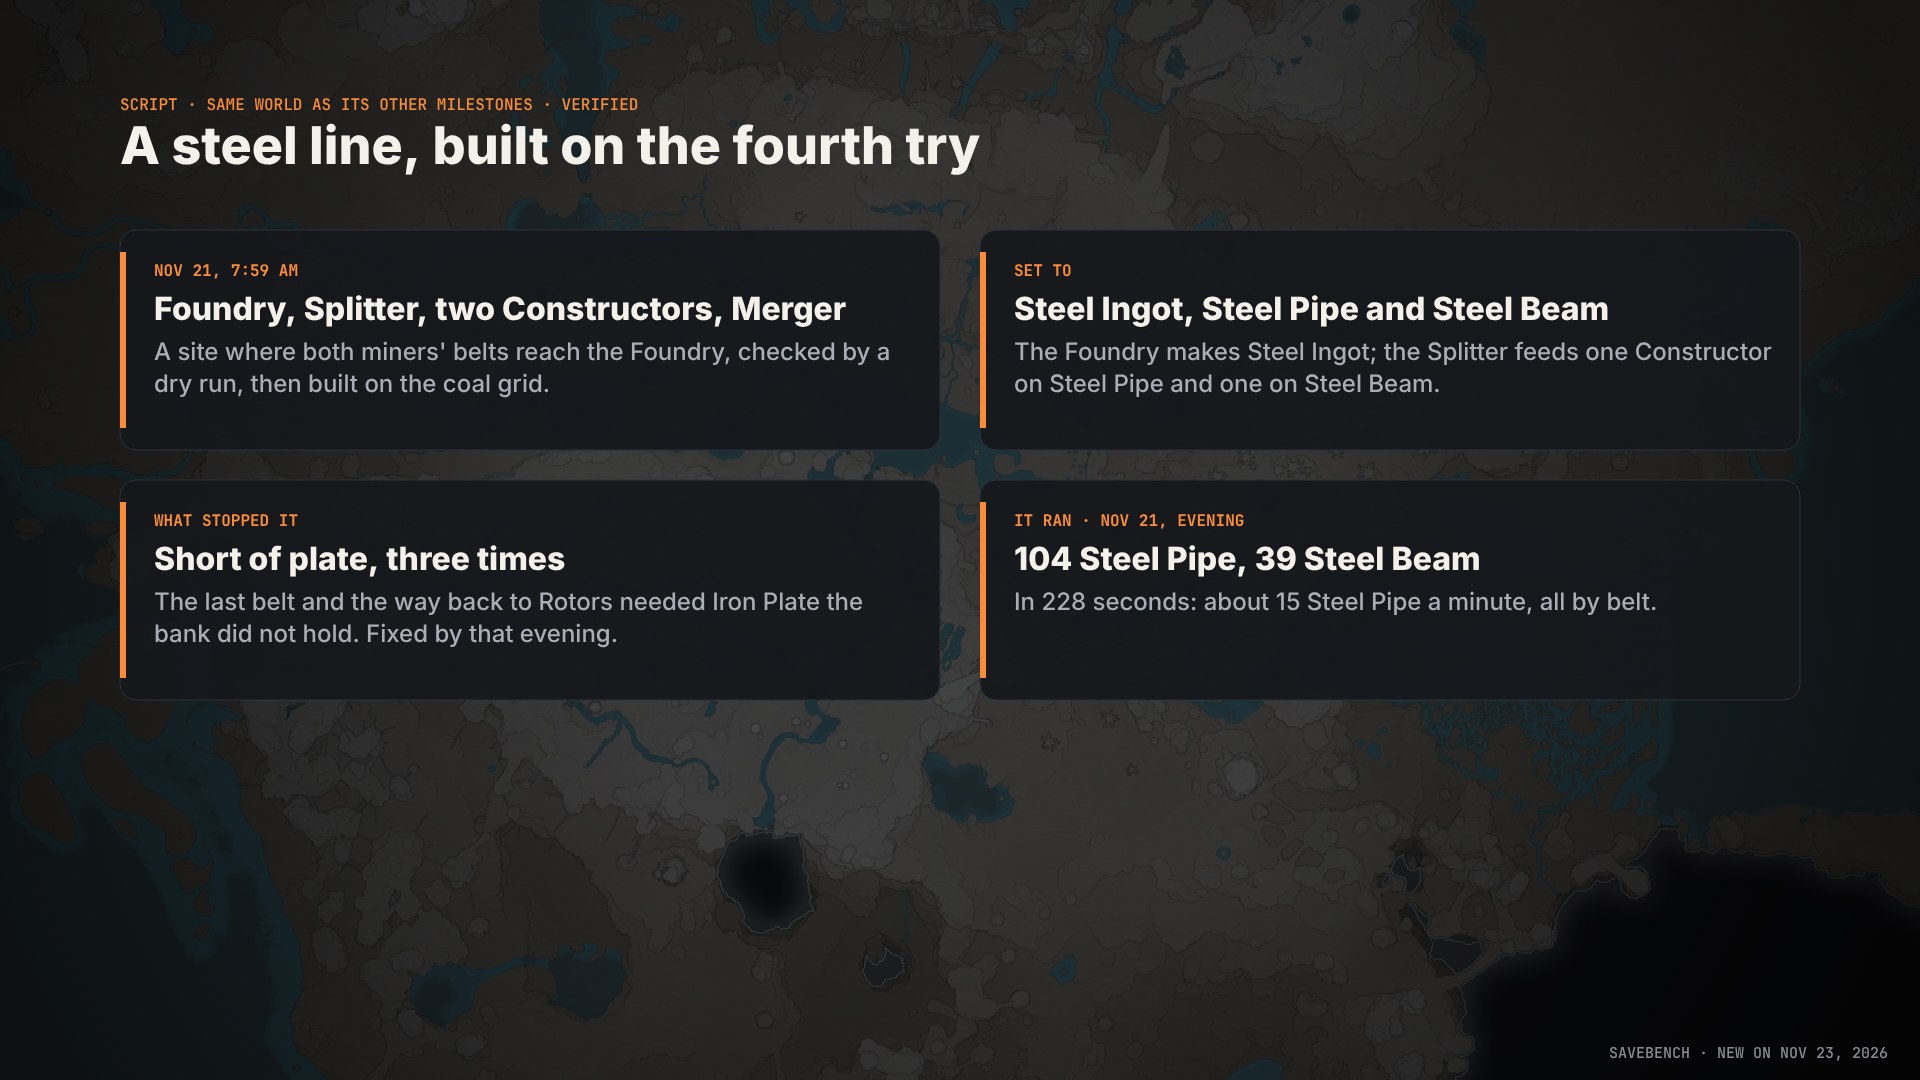 SCRIPT · SAME WORLD AS ITS OTHER MILESTONES · VERIFIED
A steel line, built on the fourth try
NOV 21, 7:59 AM
Foundry, Splitter, two Constructors, Merger
A site where both miners' belts reach the Foundry, checked by a
dry run, then built on the coal grid.
SET TO
Steel Ingot, Steel Pipe and Steel Beam
The Foundry makes Steel Ingot; the Splitter feeds one Constructor
on Steel Pipe and one on Steel Beam.
WHAT STOPPED IT
Short of plate, three times
The last belt and the way back to Rotors needed Iron Plate the
bank did not hold. Fixed by that evening.
IT RAN · NOV 21, EVENING
104 Steel Pipe, 39 Steel Beam
In 228 seconds: about 15 Steel Pipe a minute, all by belt.
SAVEBENCH · NEW ON NOV 23, 2026